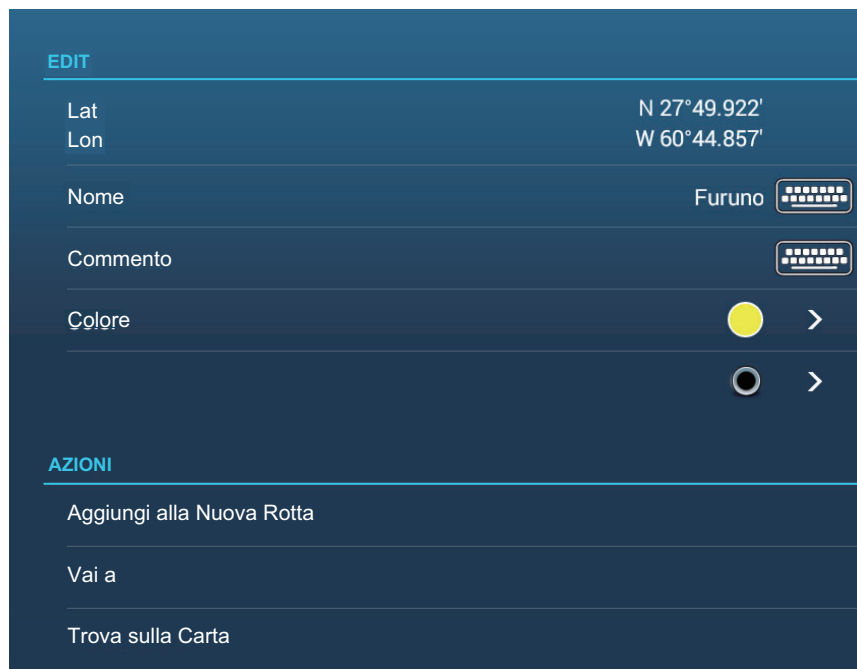 EDIT
Lat N 27°49.922'
Lon W 60°44.857'
Nome Furuno
Commento
Colore
AZIONI
Aggiungi alla Nuova Rotta
Vai a
Trova sulla Carta